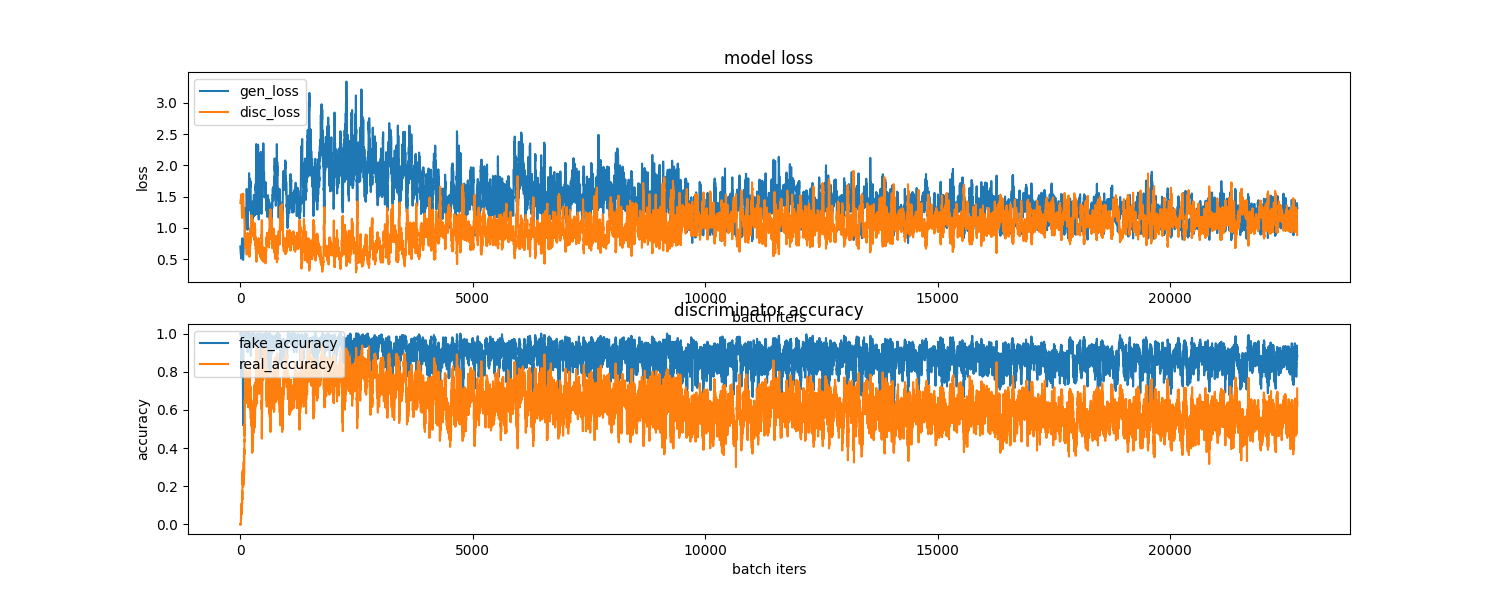 model loss
gen_loss
disc_loss
3.0
2.5
2.0
1.5
1.0
0.5
loss
0
5000
10000
15000
20000
batch iters
discriminator accuracy
fake_accuracy
real_accuracy
1.0
0.8
0.6
0.4
0.2
0.0
accuracy
0
5000
10000
15000
20000
batch iters